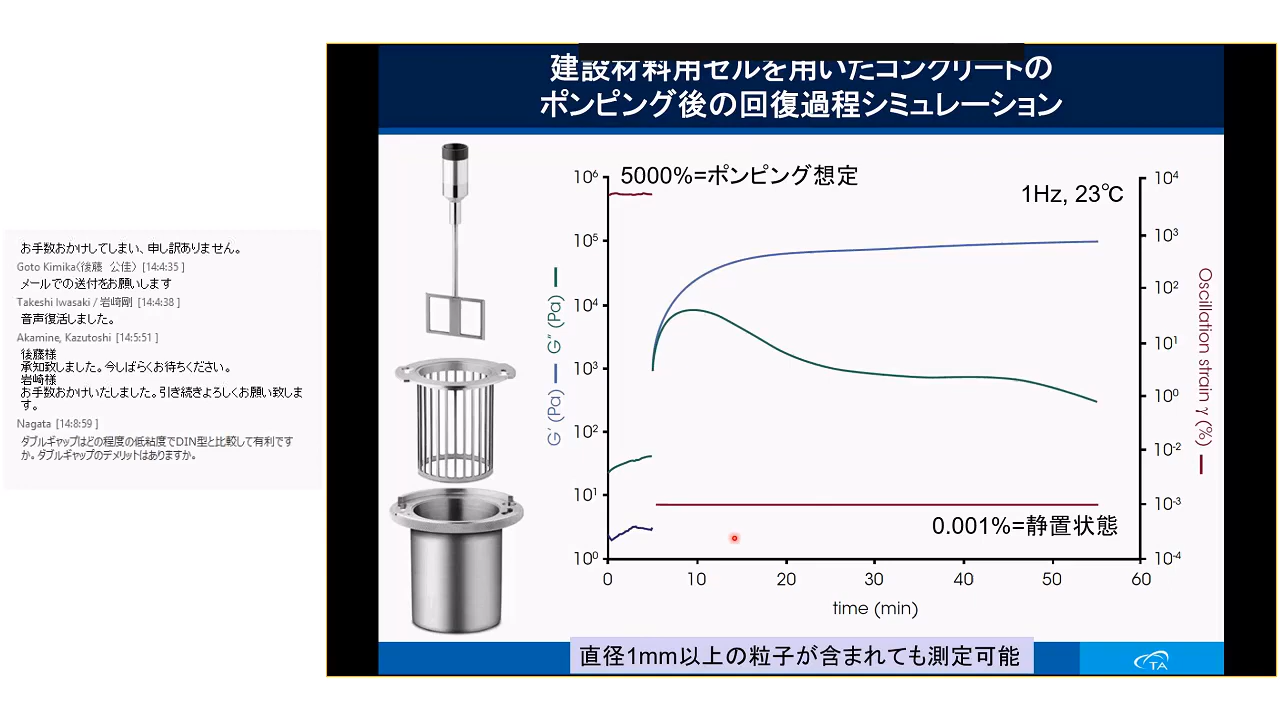 お手数おかけしてしまい、申し訳ありません。
Goto Kimika（後藤　公佳） [14:4:35 ]
メールでの送付をお願いします
Takeshi Iwasaki / 岩﨑剛 [14:4:38 ]
音声復活しました。
Akamine, Kazutoshi [14:5:51 ]
後藤様
承知致しました。今しばらくお待ちください。
岩崎様
お手数おかけいたしました。引き続きよろしくお願い致しま
す。
Nagata [14:8:59 ]
ダブルギャップはどの程度の低粘度でDIN型と比較して有利です
か。ダブルギャップのデメリットはありますか。
建設材料用セルを用いたコンクリートの
ポンピング後の回復過程シミュレーション
5000%=ポンピング想定
1Hz, 23℃
10⁶
10⁵
10⁴
10³
10²
10¹
10⁰
G′ (Pa) — G″ (Pa) —
10⁴
10³
10²
10¹
10⁰
10⁻²
10⁻³
10⁻⁴
Oscillation strain γ (%) —
0.001%=静置状態
0 10 20 30 40 50 60
time (min)
直径1mm以上の粒子が含まれても測定可能
TA